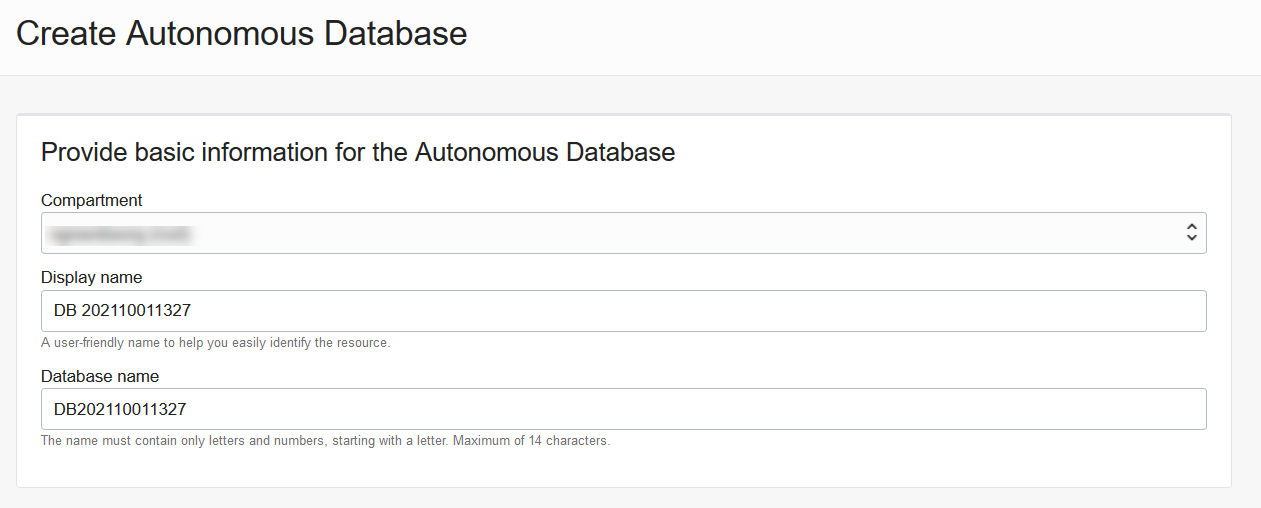 Create Autonomous Database
Provide basic information for the Autonomous Database
Compartment
Display name
DB 202110011327
A user-friendly name to help you easily identify the resource.
Database name
DB202110011327
The name must contain only letters and numbers, starting with a letter. Maximum of 14 characters.